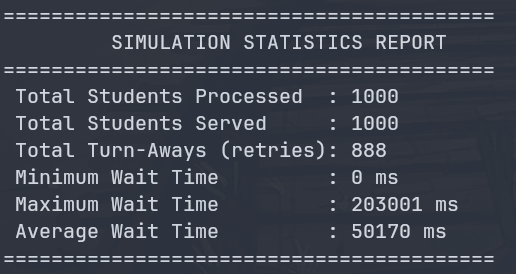 =========================================
SIMULATION STATISTICS REPORT
=========================================
Total Students Processed  : 1000
Total Students Served     : 1000
Total Turn-Aways (retries): 888
Minimum Wait Time         : 0 ms
Maximum Wait Time         : 203001 ms
Average Wait Time         : 50170 ms
=========================================